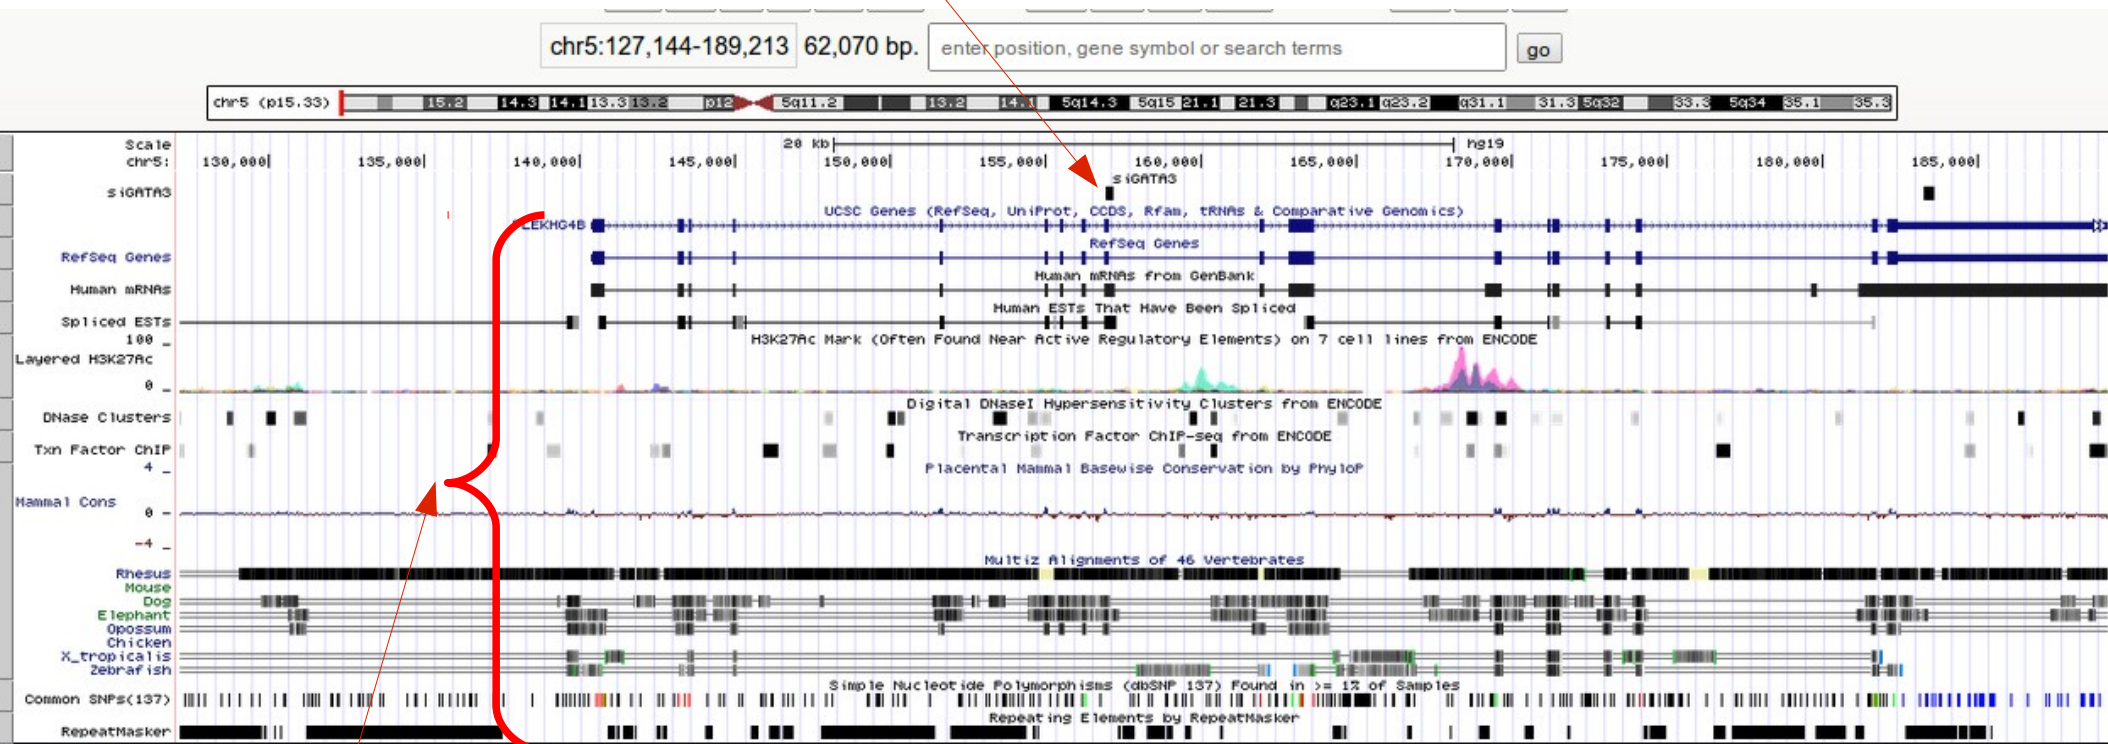 chr5:127,144-189,213 62,070 bp. enter position, gene symbol or search terms go
chr5 (p15.33) 15.2 14.3 14.1 13.3 13.2 p12 5q11.2 13.2 14.1 5q14.3 5q15 21.1 21.3 q23.1 q23.2 q31.1 31.3 5q32 33.3 5q34 35.1 35.3
Scale 20 kb hg19
chr5: 130,000 135,000 140,000 145,000 150,000 155,000 160,000 165,000 170,000 175,000 180,000 185,000
siGATA3
siGATA3
UCSC Genes (RefSeq, UniProt, CCDS, Rfam, tRNAs & Comparative Genomics)
LEKHG4B
RefSeq Genes
RefSeq Genes
Human mRNAs from GenBank
Human mRNAs
Human ESTs That Have Been Spliced
Spliced ESTs
100 _ H3K27Ac Mark (Often Found Near Active Regulatory Elements) on 7 cell lines from ENCODE
Layered H3K27Ac
0 _
Digital DNaseI Hypersensitivity Clusters from ENCODE
DNase Clusters
Transcription Factor ChIP-seq from ENCODE
Txn Factor ChIP
4 _ Placental Mammal Basewise Conservation by PhyloP
Mammal Cons
0 _
-4 _
Multiz Alignments of 46 Vertebrates
Rhesus
Mouse
Dog
Elephant
Opossum
Chicken
X_tropicalis
Zebrafish
Simple Nucleotide Polymorphisms (dbSNP 137) Found in >= 1% of Samples
Common SNPs(137)
Repeating Elements by RepeatMasker
RepeatMasker